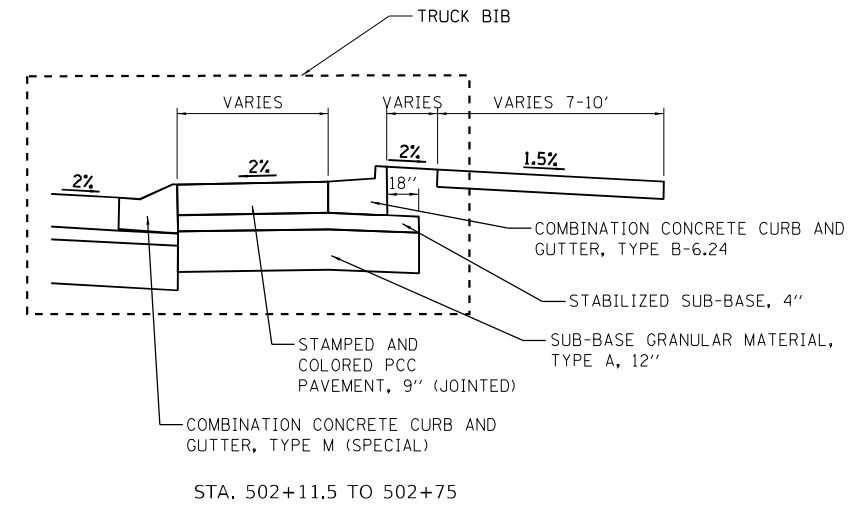 TRUCK BIB
VARIES
VARIES
VARIES 7-10'
2%
2%
2%
1.5%
18"
COMBINATION CONCRETE CURB AND
GUTTER, TYPE B-6.24
STABILIZED SUB-BASE, 4"
SUB-BASE GRANULAR MATERIAL,
TYPE A, 12"
STAMPED AND
COLORED PCC
PAVEMENT, 9" (JOINTED)
COMBINATION CONCRETE CURB AND
GUTTER, TYPE M (SPECIAL)
STA. 502+11.5 TO 502+75